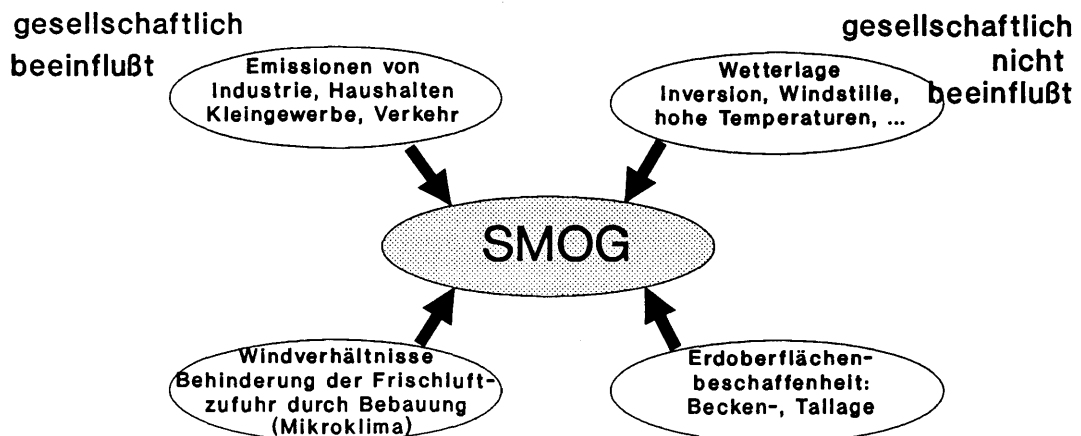 gesellschaftlich
beeinflußt
gesellschaftlich
nicht
beeinflußt
Emissionen von
Industrie, Haushalten
Kleingewerbe, Verkehr
Wetterlage
Inversion, Windstille,
hohe Temperaturen, ...
SMOG
Windverhältnisse
Behinderung der Frischluft-
zufuhr durch Bebauung
(Mikroklima)
Erdoberflächen-
beschaffenheit:
Becken-, Tallage